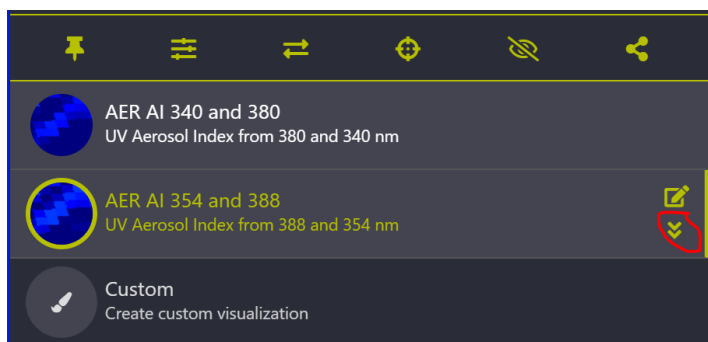 AER AI 340 and 380
UV Aerosol Index from 380 and 340 nm
AER AI 354 and 388
UV Aerosol Index from 388 and 354 nm
Custom
Create custom visualization